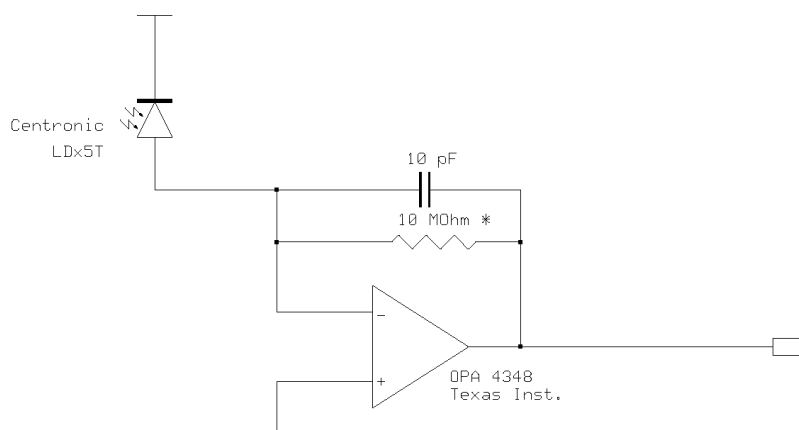 Centronic
LDx5T
10 pF
10 MOhm *
−
+
OPA 4348
Texas Inst.